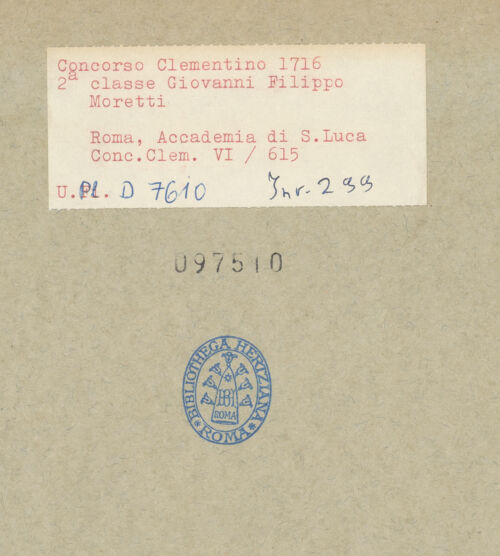 Concorso Clementino 1716
2ª classe Giovanni Filippo
Moretti
Roma, Accademia di S.Luca
Conc.Clem. VI / 615
U.Pl. D 7610 Inv. 299
097510
BIBLIOTHECA HERTZIANA
ROMA
ROMA